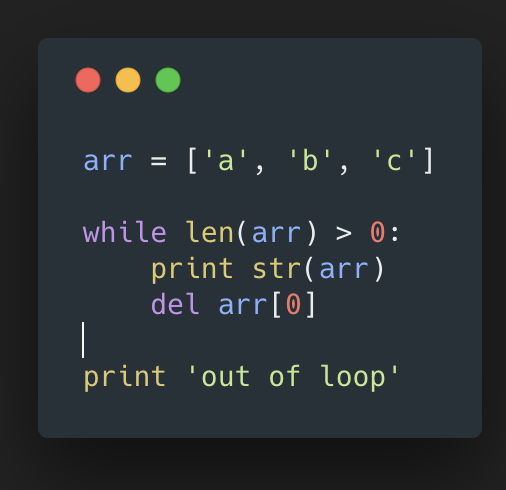 arr = ['a', 'b', 'c']
while len(arr) > 0:
    print str(arr)
    del arr[0]
print 'out of loop'